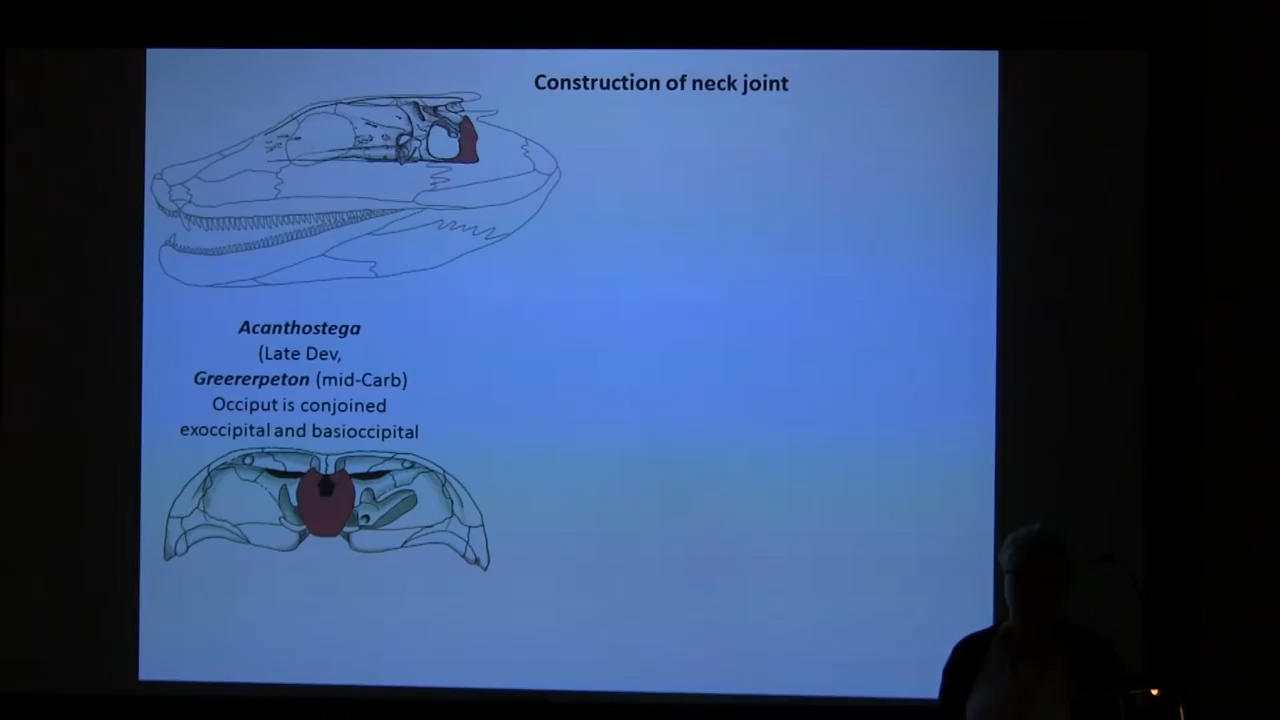 Construction of neck joint
Acanthostega
(Late Dev,
Greererpeton (mid-Carb)
Occiput is conjoined
exoccipital and basioccipital